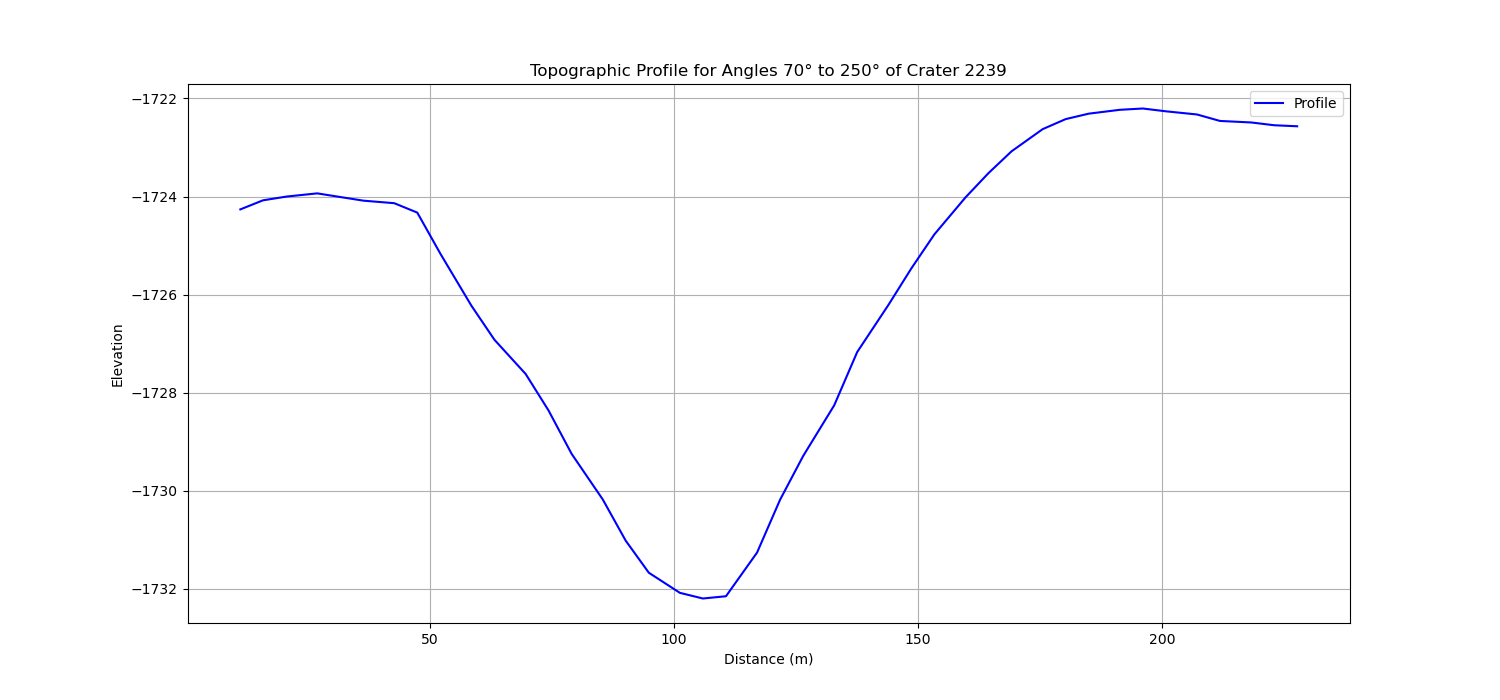 Topographic Profile for Angles 70° to 250° of Crater 2239
Profile
−1722
−1724
−1726
−1728
−1730
−1732
Elevation
50
100
150
200
Distance (m)